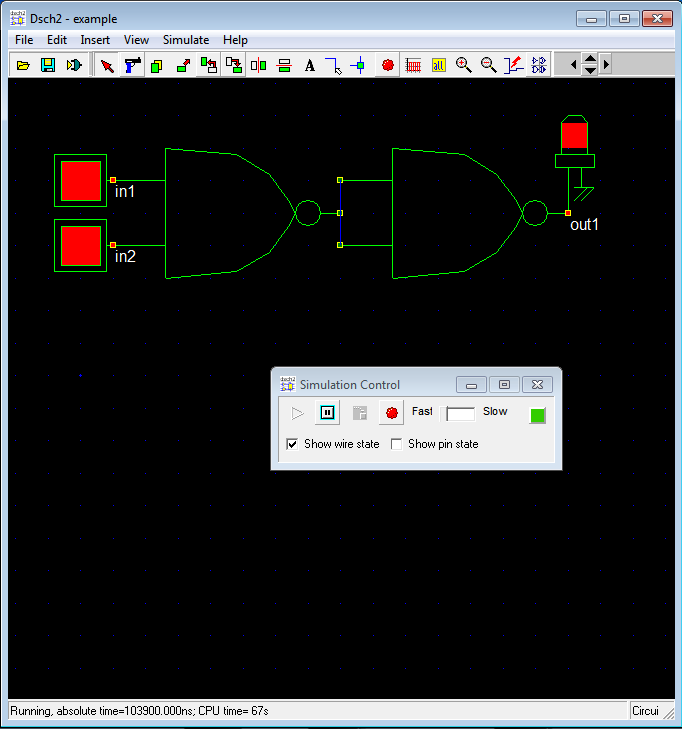 Dsch2 - example
File Edit Insert View Simulate Help
A
all
in1
in2
out1
Simulation Control
Fast Slow
Show wire state Show pin state
Running, absolute time=103900.000ns; CPU time= 67s
Circui